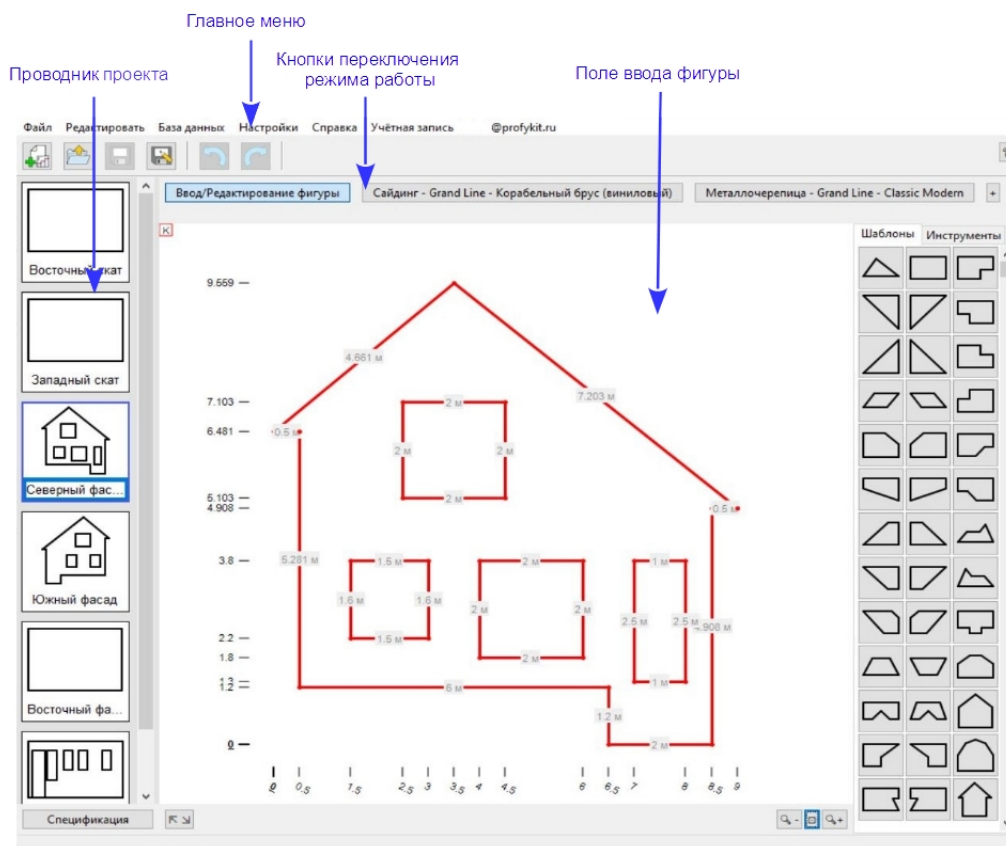 Главное меню
Кнопки переключения
режима работы
Проводник проекта
Поле ввода фигуры
Файл Редактировать База данных Настройки Справка Учётная запись @profykit.ru
Ввод/Редактирование фигуры Сайдинг - Grand Line - Корабельный брус (виниловый) Металлочерепица - Grand Line - Classic Modern +
K
Шаблоны Инструменты
Восточный скат
Западный скат
Северный фас...
Южный фасад
Восточный фа...
9.559
4.661 м
7.203 м
7.103
2 м
6.481
0.5 м
2 м 2 м
5.103
2 м
4.908
0.5 м
3.8
5.281 м
1.5 м 2 м 1 м
1.6 м 1.6 м 2 м 2 м 2.5 м 2.5 м
4.908 м
2.2
1.5 м
1.8
2 м
1.3
1 м
1.2
6 м
1.2 м
0
2 м
0 0.5 1.5 2.5 3 3.5 4 4.5 6 6.5 7 8 8.5 9
Спецификация
- +